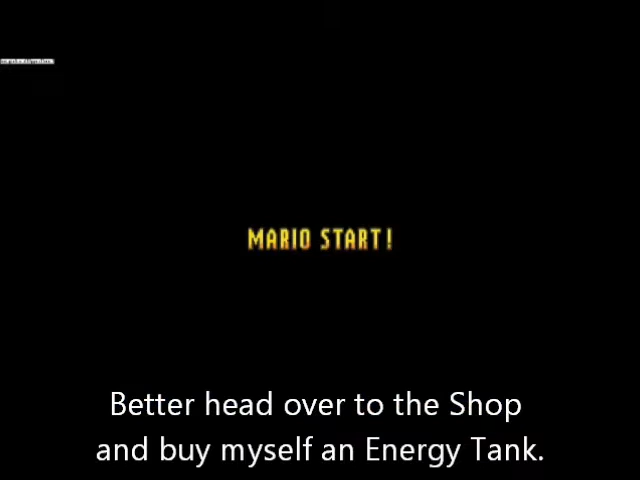 MARIO START!
Better head over to the Shop
and buy myself an Energy Tank.